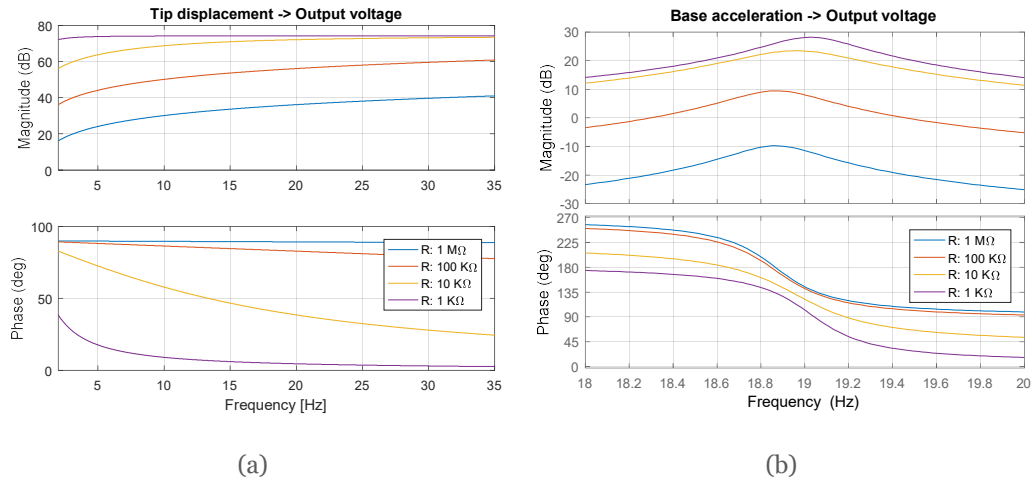 Tip displacement -> Output voltage
Magnitude (dB)
80
60
40
20
0
5 10 15 20 25 30 35
Phase (deg)
100
50
0
R: 1 MΩ
R: 100 KΩ
R: 10 KΩ
R: 1 KΩ
5 10 15 20 25 30 35
Frequency [Hz]
(a)
Base acceleration -> Output voltage
Magnitude (dB)
30
20
10
0
-10
-20
-30
Phase (deg)
270
225
180
135
90
45
0
R: 1 MΩ
R: 100 KΩ
R: 10 KΩ
R: 1 KΩ
18 18.2 18.4 18.6 18.8 19 19.2 19.4 19.6 19.8 20
Frequency (Hz)
(b)